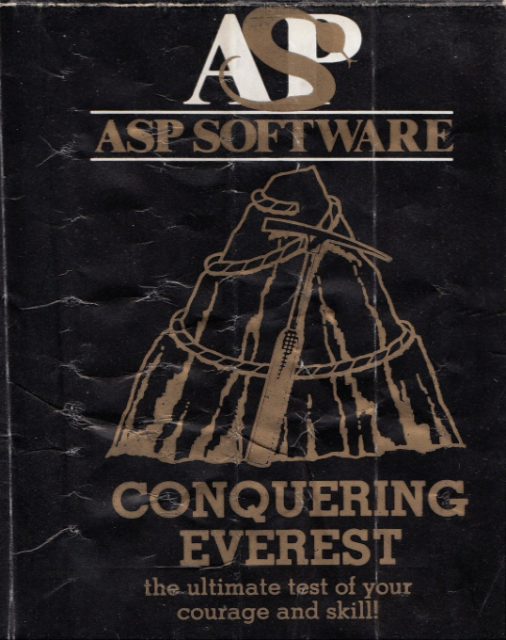 ASP
ASP SOFTWARE
CONQUERING
EVEREST
the ultimate test of your
courage and skill!